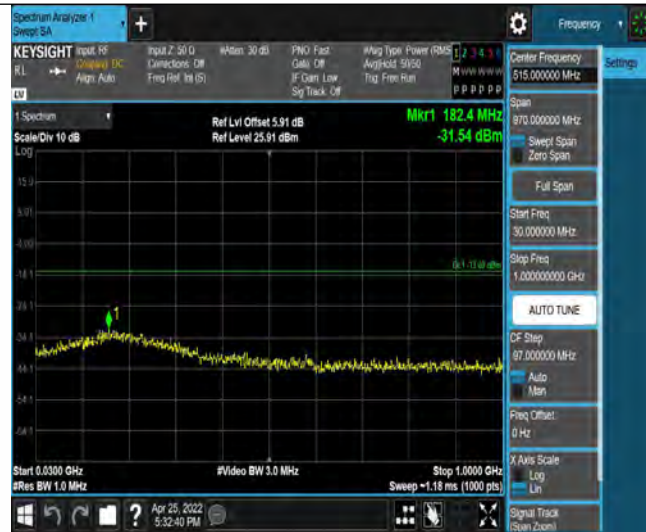 Spectrum Analyzer 1
Swept SA
+
Frequency
KEYSIGHT Input: RF Input Z: 50 Ω #Atten: 30 dB PNO: Fast #Avg Type: Power (RMS 1 2 3 4 5 6
RL Coupling: DC Corrections: Off Gate: Off Avg|Hold: 50/50 M W W W W W
Align: Auto Freq Ref: Int (S) IF Gain: Low Trig: Free Run
Sig Track: Off P P P P P P
LVI
1 Spectrum
Ref Lvl Offset 5.91 dB Mkr1 182.4 MHz
Scale/Div 10 dB Ref Level 25.91 dBm -31.54 dBm
Log
15.9
5.91
-4.09
-14.1
-24.1
1
-34.1
-44.1
-54.1
-64.1
Start 0.0300 GHz #Video BW 3.0 MHz Stop 1.0000 GHz
#Res BW 1.0 MHz Sweep ~1.18 ms (1000 pts)
? Apr 25, 2022
5:32:40 PM
Center Frequency
515.000000 MHz
Settings
Span
970.000000 MHz
Swept Span
Zero Span
Full Span
Start Freq
30.000000 MHz
Stop Freq
1.000000000 GHz
AUTO TUNE
CF Step
97.000000 MHz
Auto
Man
Freq Offset
0 Hz
X Axis Scale
Log
Lin
Signal Track
(Span Zoom)